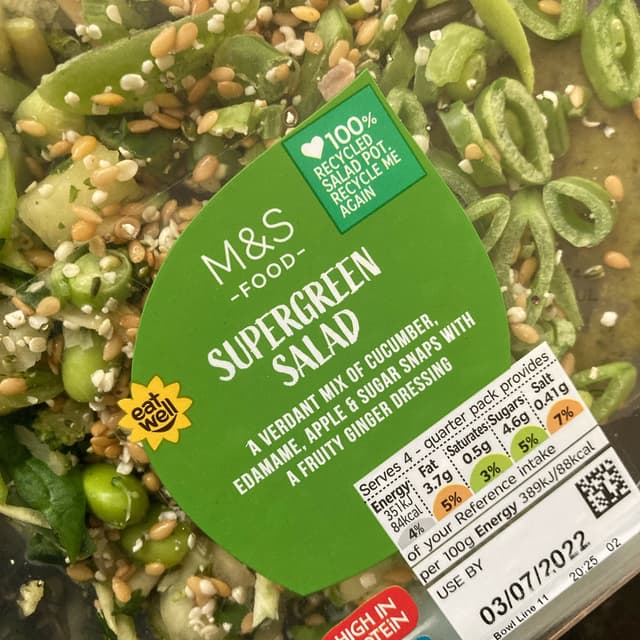 ♥100%
RECYCLED
SALAD POT.
RECYCLE ME
AGAIN
M&S
-FOOD-
SUPERGREEN
SALAD
A VERDANT MIX OF CUCUMBER,
EDAMAME, APPLE & SUGAR SNAPS WITH
A FRUITY GINGER DRESSING
eat
well
Serves 4 - quarter pack provides
Energy: Fat Saturates: Sugars: Salt
351kJ 3.7g 0.5g 4.6g 0.41g
84kcal
4% 5% 3% 5% 7%
of your Reference intake
per 100g Energy 389kJ/88kcal
USE BY
03/07/2022
Bowl Line 11 20:25 02
HIGH IN